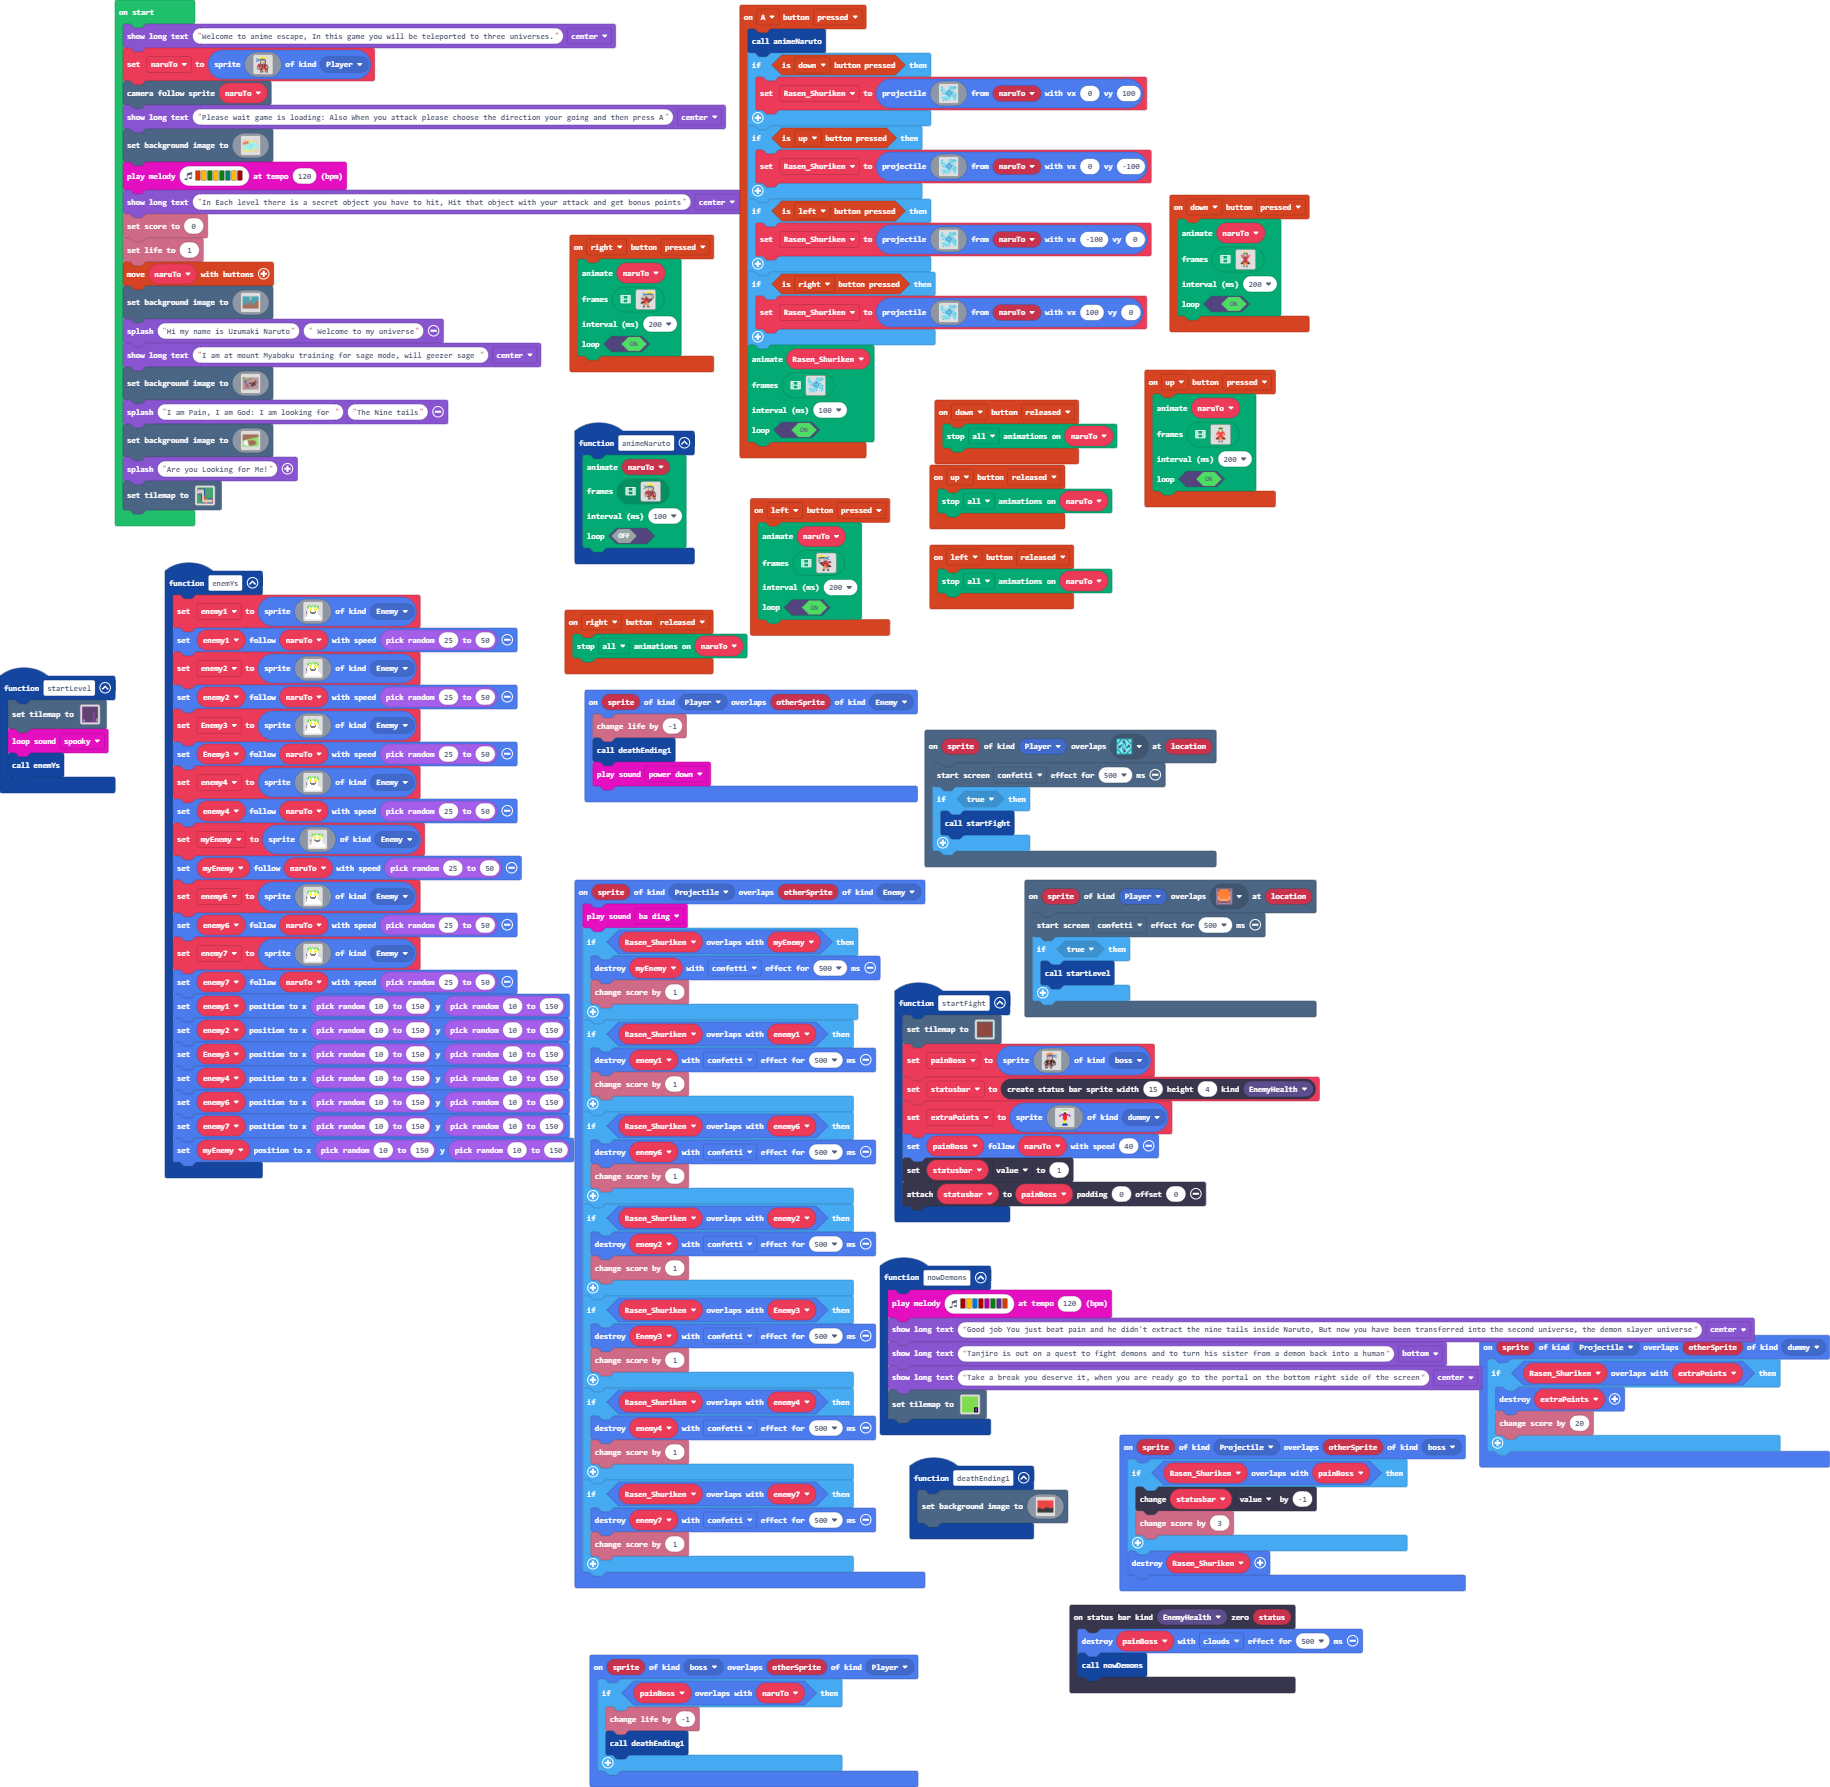 on start
show long text "Welcome to anime escape, In this game you will be teleported to three universes." center
set naruTo to sprite of kind Player
camera follow sprite naruTo
show long text "Please wait game is loading: Also When you attack please choose the direction your going and then press A" center
set background image to
play melody at tempo 120 (bpm)
show long text "In Each level there is a secret object you have to hit, Hit that object with your attack and get bonus points" center
set score to 0
set life to 1
move naruTo with buttons
set background image to
splash "Hi my name is Uzumaki Naruto" " Welcome to my universe"
show long text "I am at mount Myaboku training for sage mode, will geezer sage " center
set background image to
splash "I am Pain, I am God: I am looking for " "The Nine tails"
set background image to
splash "Are you Looking for Me!"
set tilemap to
on A button pressed
call animeNaruto
if is down button pressed then
set Rasen_Shuriken to projectile from naruTo with vx 0 vy 100
if is up button pressed then
set Rasen_Shuriken to projectile from naruTo with vx 0 vy -100
if is left button pressed then
set Rasen_Shuriken to projectile from naruTo with vx -100 vy 0
if is right button pressed then
set Rasen_Shuriken to projectile from naruTo with vx 100 vy 0
animate Rasen_Shuriken
frames
interval (ms) 100
loop ON
on right button pressed
animate naruTo
frames
interval (ms) 200
loop ON
on down button pressed
animate naruTo
frames
interval (ms) 200
loop ON
on up button pressed
animate naruTo
frames
interval (ms) 200
loop ON
function animeNaruto
animate naruTo
frames
interval (ms) 100
loop OFF
on left button pressed
animate naruTo
frames
interval (ms) 200
loop ON
on down button released
stop all animations on naruTo
on up button released
stop all animations on naruTo
on left button released
stop all animations on naruTo
on right button released
stop all animations on naruTo
function startLevel
set tilemap to
loop sound spooky
call enemYs
function enemYs
set enemy1 to sprite of kind Enemy
set enemy1 follow naruTo with speed pick random 25 to 50
set enemy2 to sprite of kind Enemy
set enemy2 follow naruTo with speed pick random 25 to 50
set Enemy3 to sprite of kind Enemy
set Enemy3 follow naruTo with speed pick random 25 to 50
set enemy4 to sprite of kind Enemy
set enemy4 follow naruTo with speed pick random 25 to 50
set myEnemy to sprite of kind Enemy
set myEnemy follow naruTo with speed pick random 25 to 50
set enemy6 to sprite of kind Enemy
set enemy6 follow naruTo with speed pick random 25 to 50
set enemy7 to sprite of kind Enemy
set enemy7 follow naruTo with speed pick random 25 to 50
set enemy1 position to x pick random 10 to 150 y pick random 10 to 150
set enemy2 position to x pick random 10 to 150 y pick random 10 to 150
set Enemy3 position to x pick random 10 to 150 y pick random 10 to 150
set enemy4 position to x pick random 10 to 150 y pick random 10 to 150
set enemy6 position to x pick random 10 to 150 y pick random 10 to 150
set enemy7 position to x pick random 10 to 150 y pick random 10 to 150
set myEnemy position to x pick random 10 to 150 y pick random 10 to 150
on sprite of kind Player overlaps otherSprite of kind Enemy
change life by -1
call deathEnding1
play sound power down
on sprite of kind Player overlaps at location
start screen confetti effect for 500 ms
if true then
call startFight
on sprite of kind Projectile overlaps otherSprite of kind Enemy
play sound ba ding
if Rasen_Shuriken overlaps with myEnemy then
destroy myEnemy with confetti effect for 500 ms
change score by 1
if Rasen_Shuriken overlaps with enemy1 then
destroy enemy1 with confetti effect for 500 ms
change score by 1
if Rasen_Shuriken overlaps with enemy6 then
destroy enemy6 with confetti effect for 500 ms
change score by 1
if Rasen_Shuriken overlaps with enemy2 then
destroy enemy2 with confetti effect for 500 ms
change score by 1
if Rasen_Shuriken overlaps with Enemy3 then
destroy Enemy3 with confetti effect for 500 ms
change score by 1
if Rasen_Shuriken overlaps with enemy4 then
destroy enemy4 with confetti effect for 500 ms
change score by 1
if Rasen_Shuriken overlaps with enemy7 then
destroy enemy7 with confetti effect for 500 ms
change score by 1
on sprite of kind Player overlaps at location
start screen confetti effect for 500 ms
if true then
call startLevel
function startFight
set tilemap to
set painBoss to sprite of kind boss
set statusbar to create status bar sprite width 15 height 4 kind EnemyHealth
set extraPoints to sprite of kind dummy
set painBoss follow naruTo with speed 40
set statusbar value to 1
attach statusbar to painBoss padding 0 offset 0
function nowDemons
play melody at tempo 120 (bpm)
show long text "Good job You just beat pain and he didn't extract the nine tails inside Naruto, But now you have been transferred into the second universe, the demon slayer universe" center
show long text "Tanjiro is out on a quest to fight demons and to turn his sister from a demon back into a human" bottom
show long text "Take a break you deserve it, when you are ready go to the portal on the bottom right side of the screen" center
set tilemap to
on sprite of kind Projectile overlaps otherSprite of kind dummy
if Rasen_Shuriken overlaps with extraPoints then
destroy extraPoints
change score by 20
function deathEnding1
set background image to
on sprite of kind Projectile overlaps otherSprite of kind boss
if Rasen_Shuriken overlaps with painBoss then
change statusbar value by -1
change score by 3
destroy Rasen_Shuriken
on status bar kind EnemyHealth zero status
destroy painBoss with clouds effect for 500 ms
call nowDemons
on sprite of kind boss overlaps otherSprite of kind Player
if painBoss overlaps with naruTo then
change life by -1
call deathEnding1